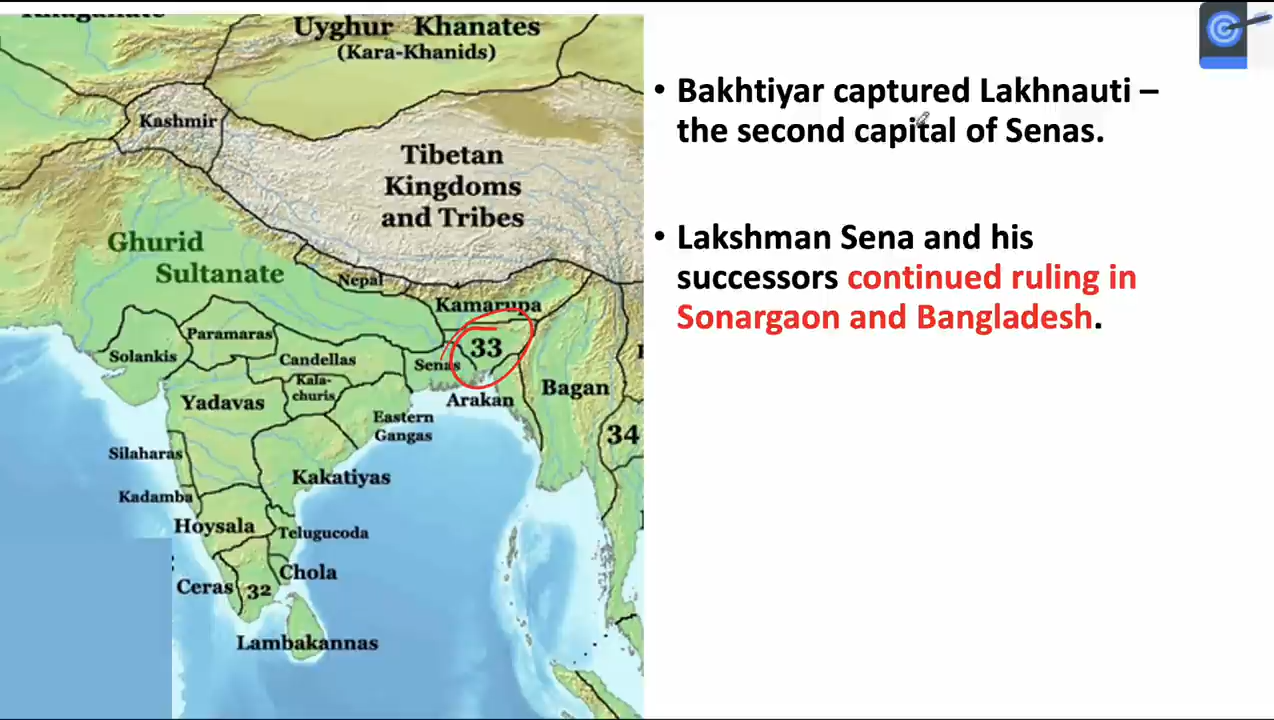 Khaganate
Uyghur Khanates
(Kara-Khanids)
Kashmir
Tibetan
Kingdoms
and Tribes
Ghurid
Sultanate
Nepal
Kamarupa
Paramaras
33
Solankis
Candellas
Senas
Kala-
churis
Bagan
Yadavas
Arakan
Eastern
Gangas
34
Silaharas
Kakatiyas
Kadamba
Hoysala
Telugucoda
Chola
Ceras
32
Lambakannas
• Bakhtiyar captured Lakhnauti –
the second capital of Senas.
• Lakshman Sena and his
successors continued ruling in
Sonargaon and Bangladesh.